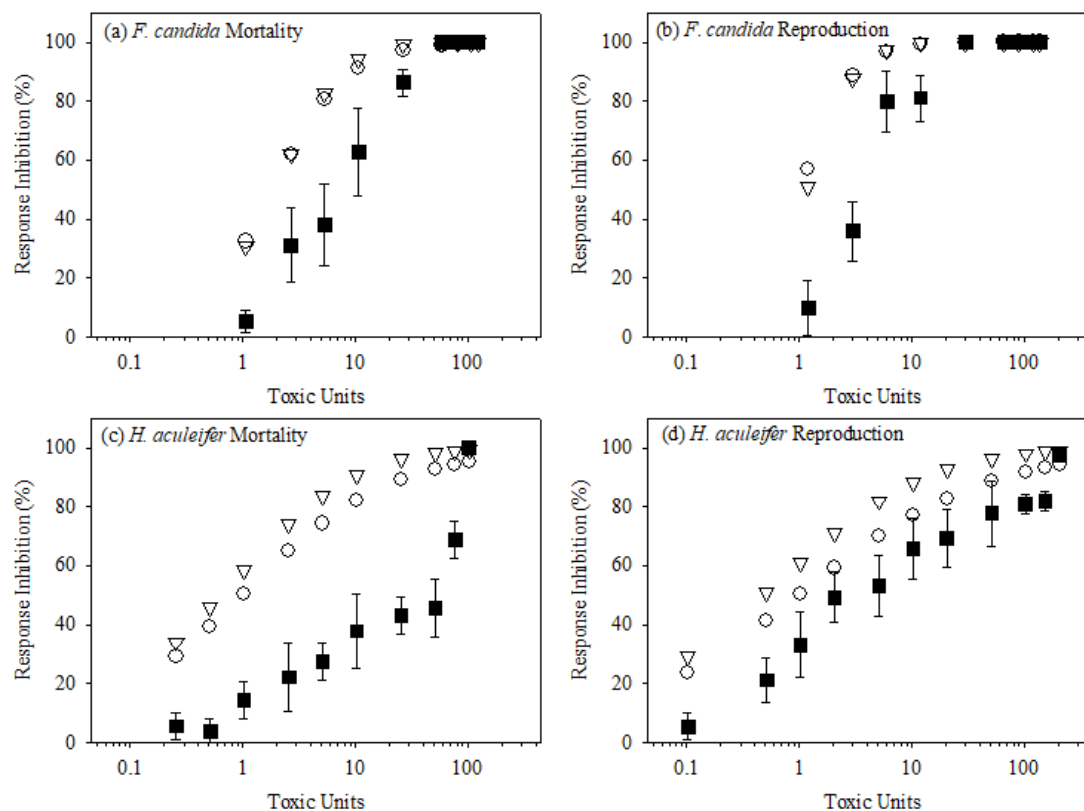 (a) F. candida Mortality
(b) F. candida Reproduction
Response Inhibition (%)
100
80
60
40
20
0
0.1 1 10 100
Toxic Units
Response Inhibition (%)
100
80
60
40
20
0
0.1 1 10 100
Toxic Units
(c) H. aculeifer Mortality
(d) H. aculeifer Reproduction
Response Inhibition (%)
100
80
60
40
20
0
0.1 1 10 100
Toxic Units
Response Inhibition (%)
100
80
60
40
20
0
0.1 1 10 100
Toxic Units